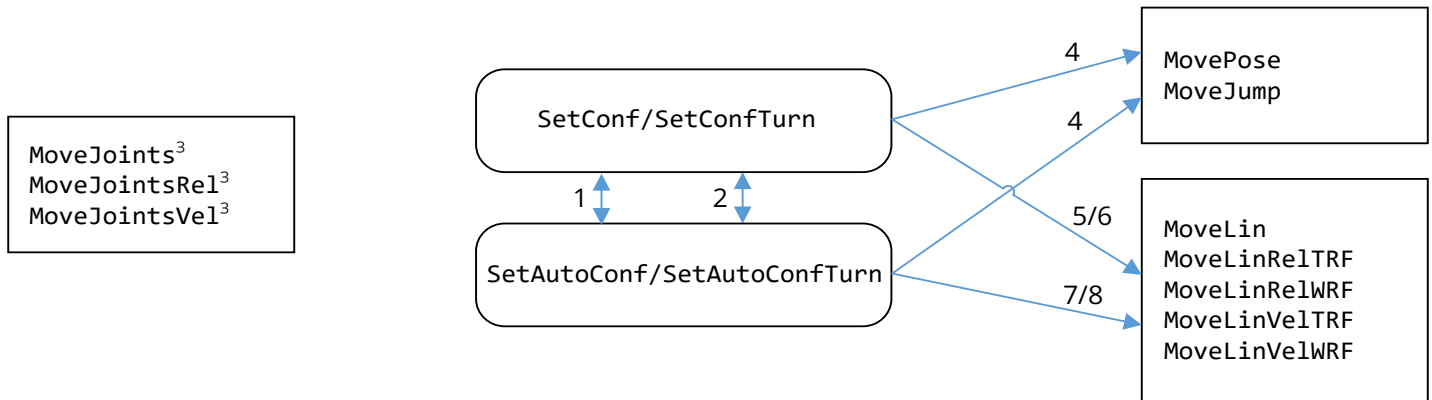 MoveJoints³
MoveJointsRel³
MoveJointsVel³
SetConf/SetConfTurn
1
2
SetAutoConf/SetAutoConfTurn
4
4
5/6
7/8
MovePose
MoveJump
MoveLin
MoveLinRelTRF
MoveLinRelWRF
MoveLinVelTRF
MoveLinVelWRF